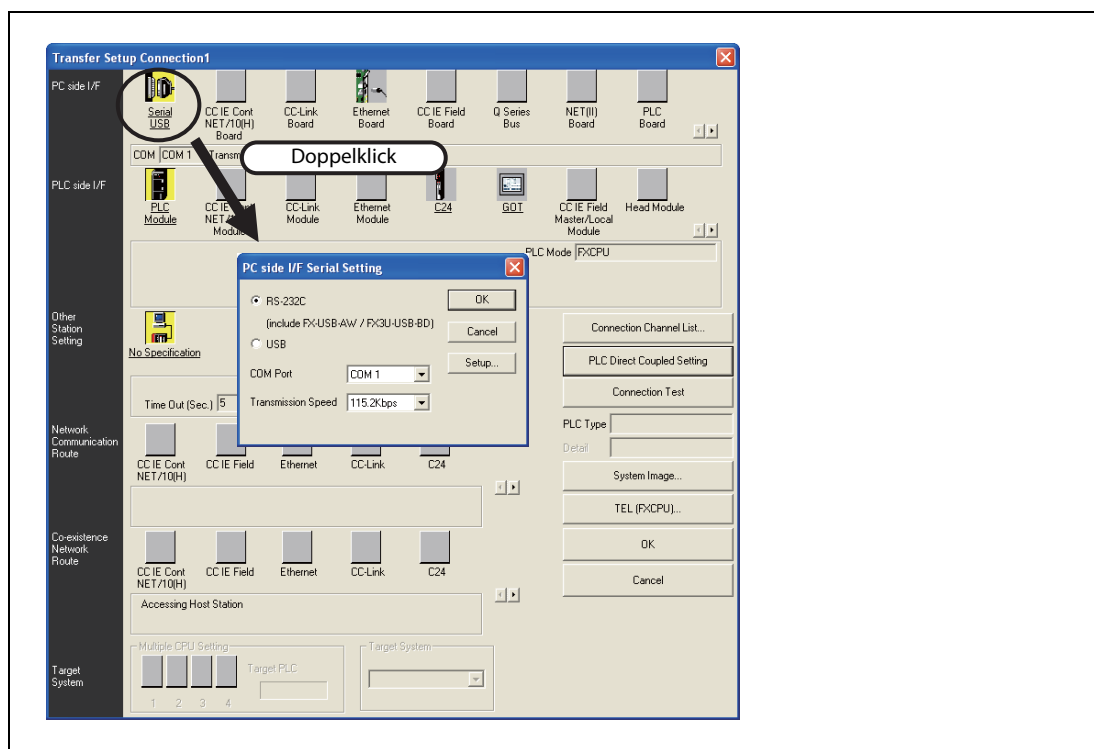 Transfer Setup Connection1
PC side I/F
Serial
USB
CC IE Cont
NET/10(H)
Board
CC-Link
Board
Ethernet
Board
CC IE Field
Board
Q Series
Bus
NET(II)
Board
PLC
Board
COM COM 1
Doppelklick
PLC side I/F
PLC
Module
CC-Link
Module
Ethernet
Module
C24
GOT
CC IE Field
Master/Local
Module
Head Module
PLC Mode FXCPU
PC side I/F Serial Setting
RS-232C
(include FX-USB-AW / FX3U-USB-BD)
USB
COM Port COM 1
Transmission Speed 115.2Kbps
OK
Cancel
Setup...
Other
Station
Setting
No Specification
Time Out (Sec.) 5
Connection Channel List...
PLC Direct Coupled Setting
Connection Test
PLC Type
Detail
System Image...
TEL (FXCPU)...
OK
Cancel
Network
Communication
Route
CC IE Cont
NET/10(H)
CC IE Field
Ethernet
CC-Link
C24
Co-existence
Network
Route
CC IE Cont
NET/10(H)
CC IE Field
Ethernet
CC-Link
C24
Accessing Host Station
Target
System
Multiple CPU Setting
1 2 3 4
Target PLC
Target System